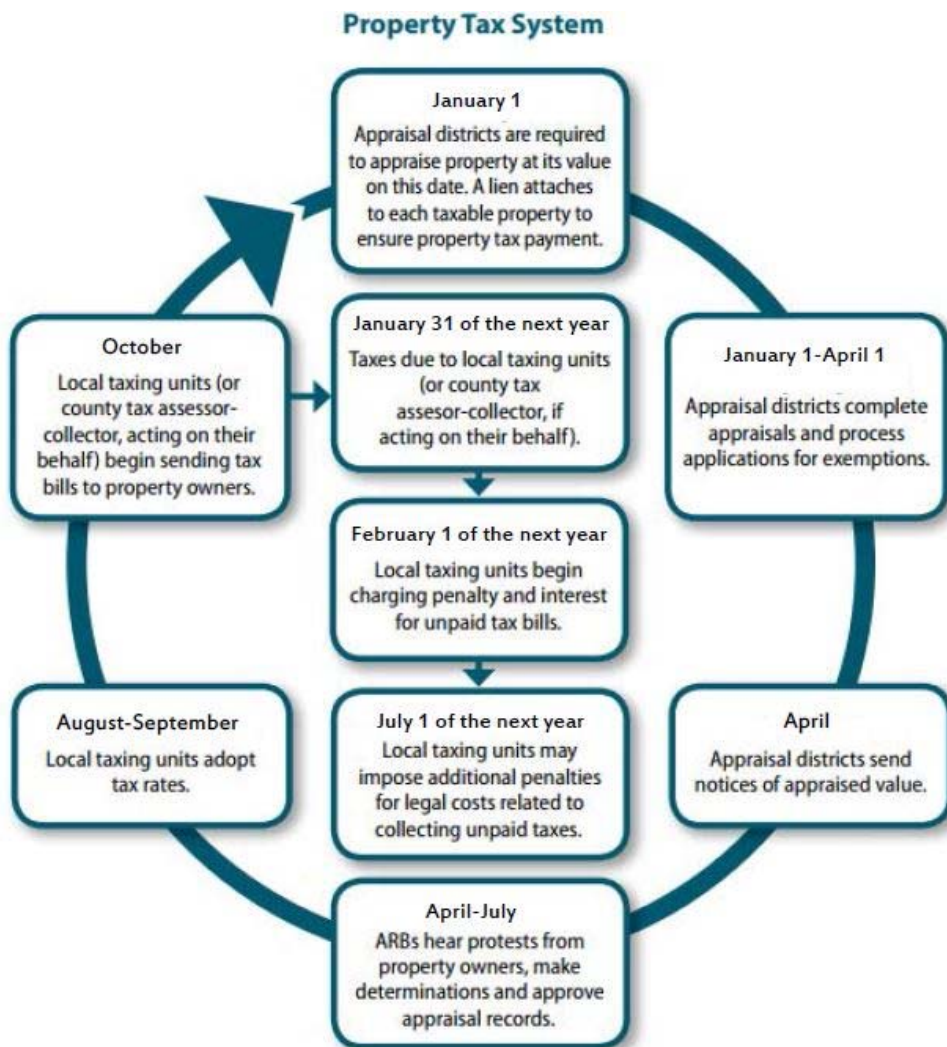 Property Tax System
January 1
Appraisal districts are required
to appraise property at its value
on this date. A lien attaches
to each taxable property to
ensure property tax payment.
January 1-April 1
Appraisal districts complete
appraisals and process
applications for exemptions.
April
Appraisal districts send
notices of appraised value.
April-July
ARBs hear protests from
property owners, make
determinations and approve
appraisal records.
August-September
Local taxing units adopt
tax rates.
October
Local taxing units (or
county tax assessor-
collector, acting on their
behalf) begin sending tax
bills to property owners.
January 31 of the next year
Taxes due to local taxing units
(or county tax
assesor-collector, if
acting on their behalf).
February 1 of the next year
Local taxing units begin
charging penalty and interest
for unpaid tax bills.
July 1 of the next year
Local taxing units may
impose additional penalties
for legal costs related to
collecting unpaid taxes.